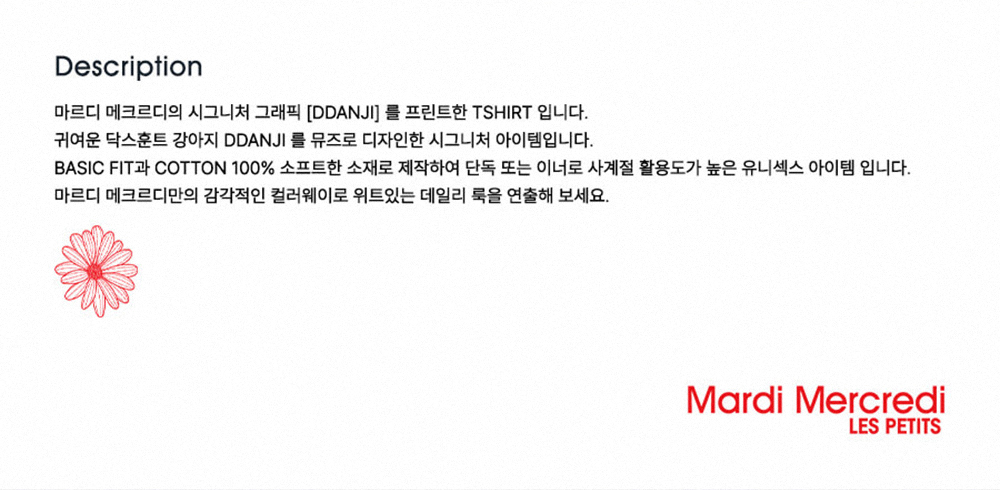 Description
마르디 메크르디의 시그니처 그래픽 [DDANJI] 를 프린트한 TSHIRT 입니다.
귀여운 닥스훈트 강아지 DDANJI 를 뮤즈로 디자인한 시그니처 아이템입니다.
BASIC FIT과 COTTON 100% 소프트한 소재로 제작하여 단독 또는 이너로 사계절 활용도가 높은 유니섹스 아이템 입니다.
마르디 메크르디만의 감각적인 컬러웨이로 위트있는 데일리 룩을 연출해 보세요.
Mardi Mercredi
LES PETITS